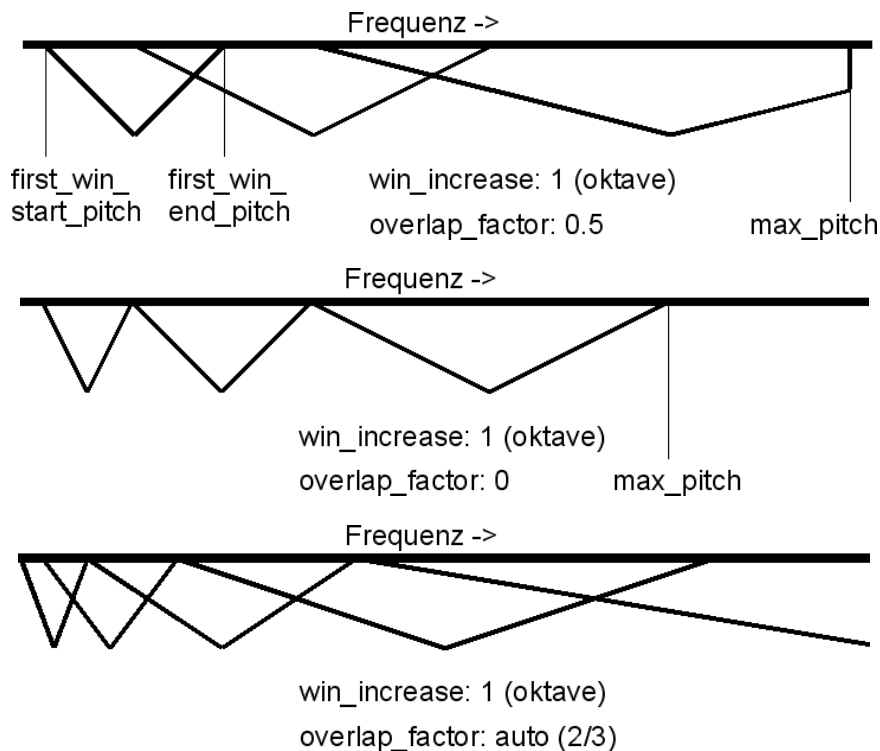 Frequenz ->
first_win_
start_pitch
first_win_
end_pitch
win_increase: 1 (oktave)
overlap_factor: 0.5
max_pitch
Frequenz ->
win_increase: 1 (oktave)
overlap_factor: 0
max_pitch
Frequenz ->
win_increase: 1 (oktave)
overlap_factor: auto (2/3)